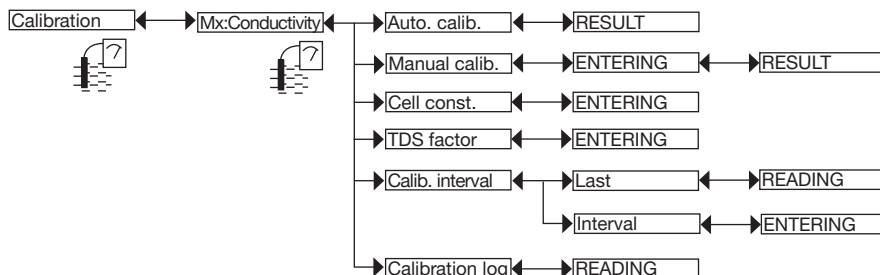 Calibration Mx:Conductivity Auto. calib. RESULT
Manual calib. ENTERING RESULT
Cell const. ENTERING
TDS factor ENTERING
Calib. interval Last READING
Interval ENTERING
Calibration log READING